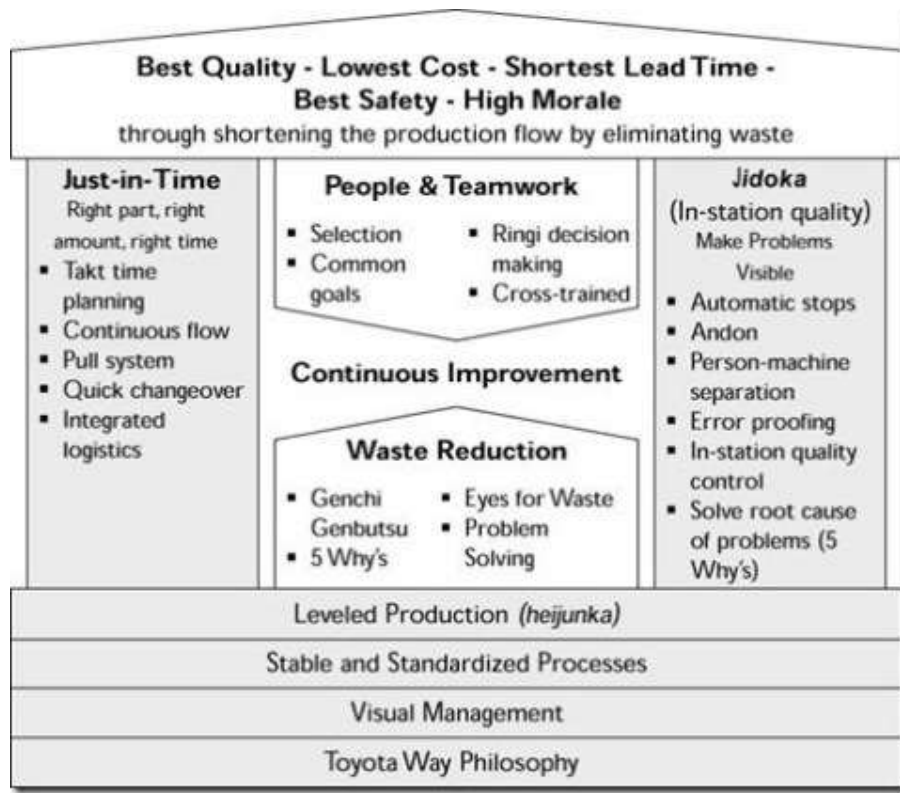 Best Quality - Lowest Cost - Shortest Lead Time -
Best Safety - High Morale
through shortening the production flow by eliminating waste
Just-in-Time
Right part, right
amount, right time
▪ Takt time
planning
▪ Continuous flow
▪ Pull system
▪ Quick changeover
▪ Integrated
logistics
People & Teamwork
▪ Selection
▪ Common
goals
▪ Ringi decision
making
▪ Cross-trained
Continuous Improvement
Waste Reduction
▪ Genchi
Genbutsu
▪ 5 Why's
▪ Eyes for Waste
▪ Problem
Solving
Jidoka
(In-station quality)
Make Problems
Visible
▪ Automatic stops
▪ Andon
▪ Person-machine
separation
▪ Error proofing
▪ In-station quality
control
▪ Solve root cause
of problems (5
Why's)
Leveled Production (heijunka)
Stable and Standardized Processes
Visual Management
Toyota Way Philosophy